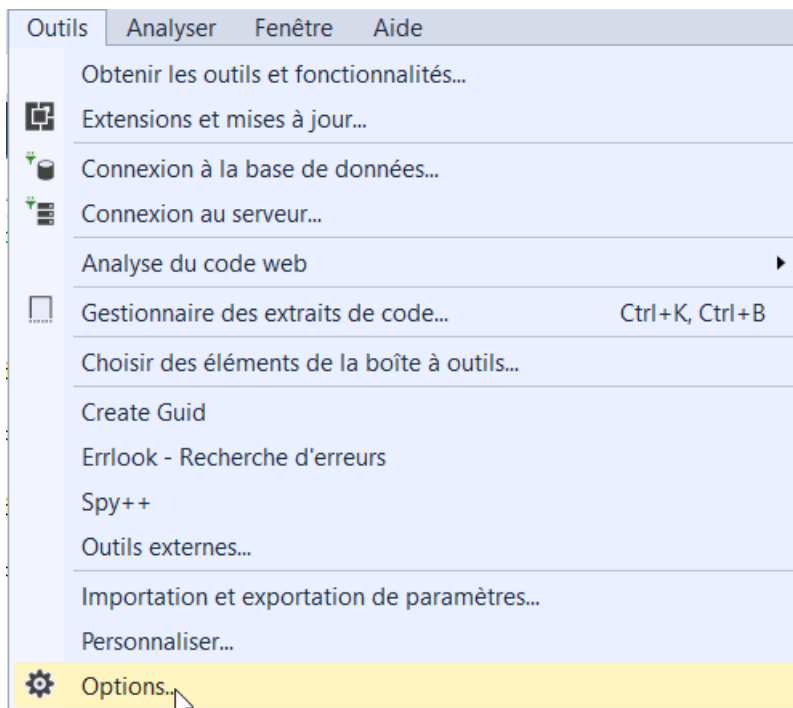 Outils Analyser Fenêtre Aide
Obtenir les outils et fonctionnalités...
Extensions et mises à jour...
Connexion à la base de données...
Connexion au serveur...
Analyse du code web
Gestionnaire des extraits de code... Ctrl+K, Ctrl+B
Choisir des éléments de la boîte à outils...
Create Guid
Errlook - Recherche d'erreurs
Spy++
Outils externes...
Importation et exportation de paramètres...
Personnaliser...
Options...